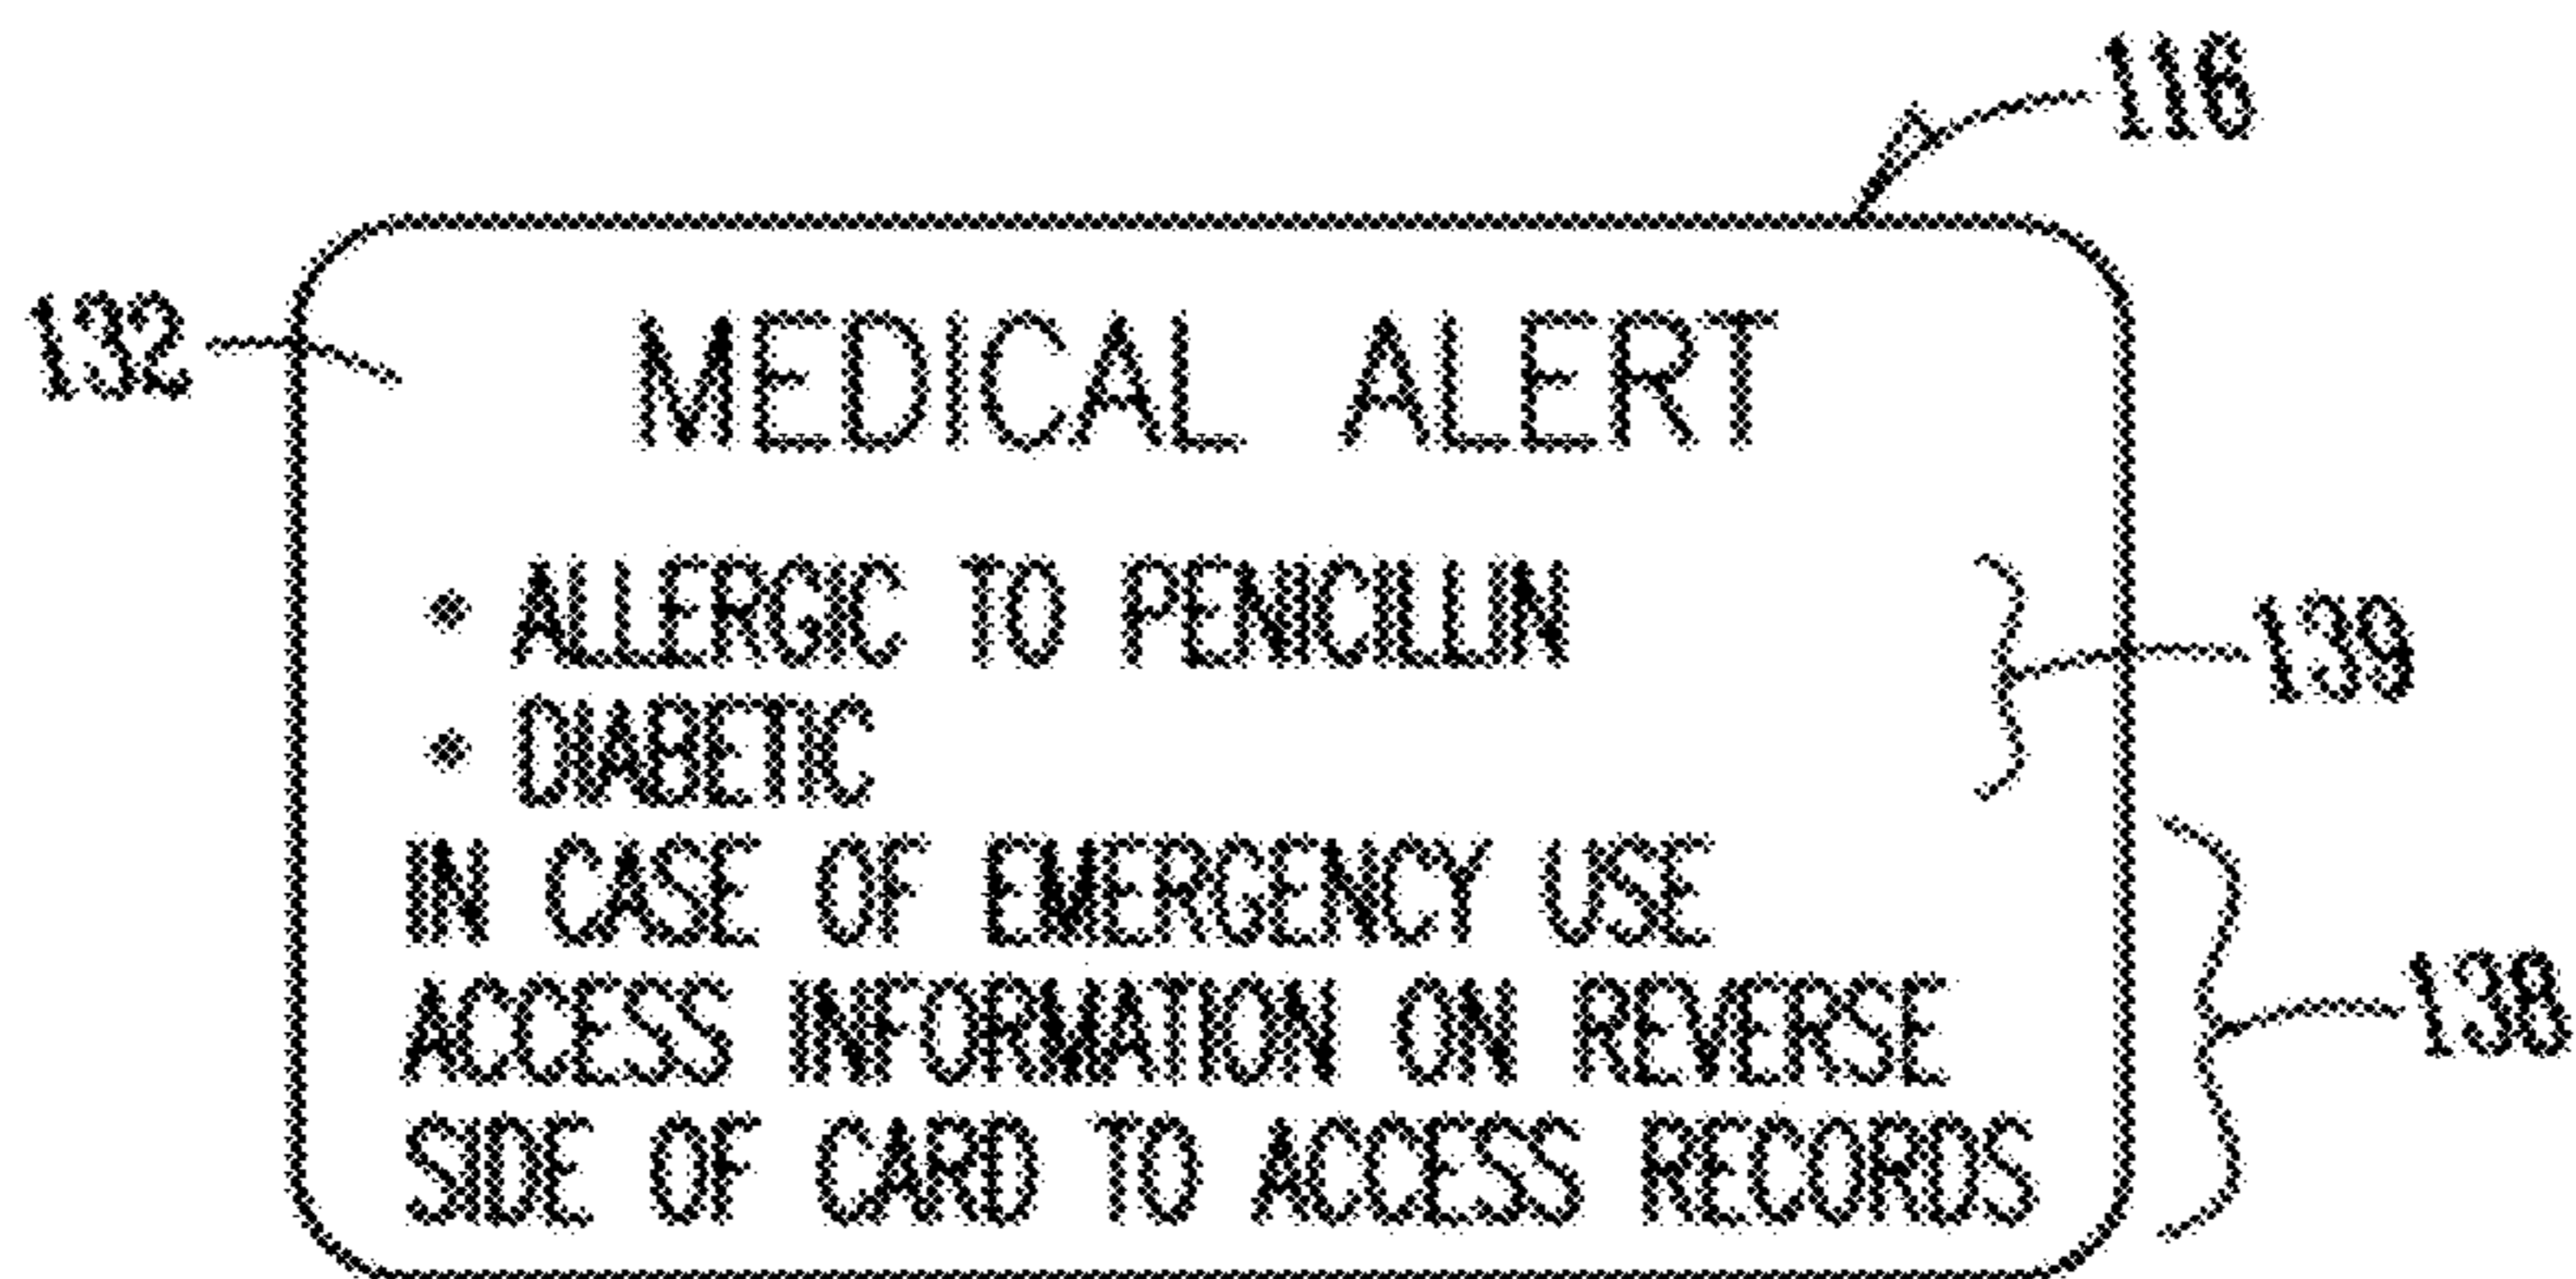 116
132
MEDICAL ALERT
• ALLERGIC TO PENICILLIN
139
• DIABETIC
IN CASE OF EMERGENCY USE
ACCESS INFORMATION ON REVERSE
138
SIDE OF CARD TO ACCESS RECORDS